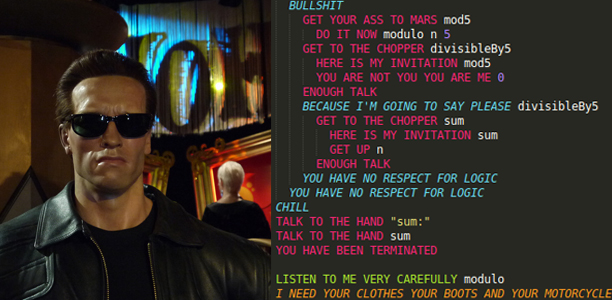 BULLSHIT
GET YOUR ASS TO MARS mod5
DO IT NOW modulo n 5
GET TO THE CHOPPER divisibleBy5
HERE IS MY INVITATION mod5
YOU ARE NOT YOU YOU ARE ME 0
ENOUGH TALK
BECAUSE I'M GOING TO SAY PLEASE divisibleBy5
GET TO THE CHOPPER sum
HERE IS MY INVITATION sum
GET UP n
ENOUGH TALK
YOU HAVE NO RESPECT FOR LOGIC
YOU HAVE NO RESPECT FOR LOGIC
CHILL
TALK TO THE HAND "sum:"
TALK TO THE HAND sum
YOU HAVE BEEN TERMINATED
LISTEN TO ME VERY CAREFULLY modulo
I NEED YOUR CLOTHES YOUR BOOTS AND YOUR MOTORCYCLE